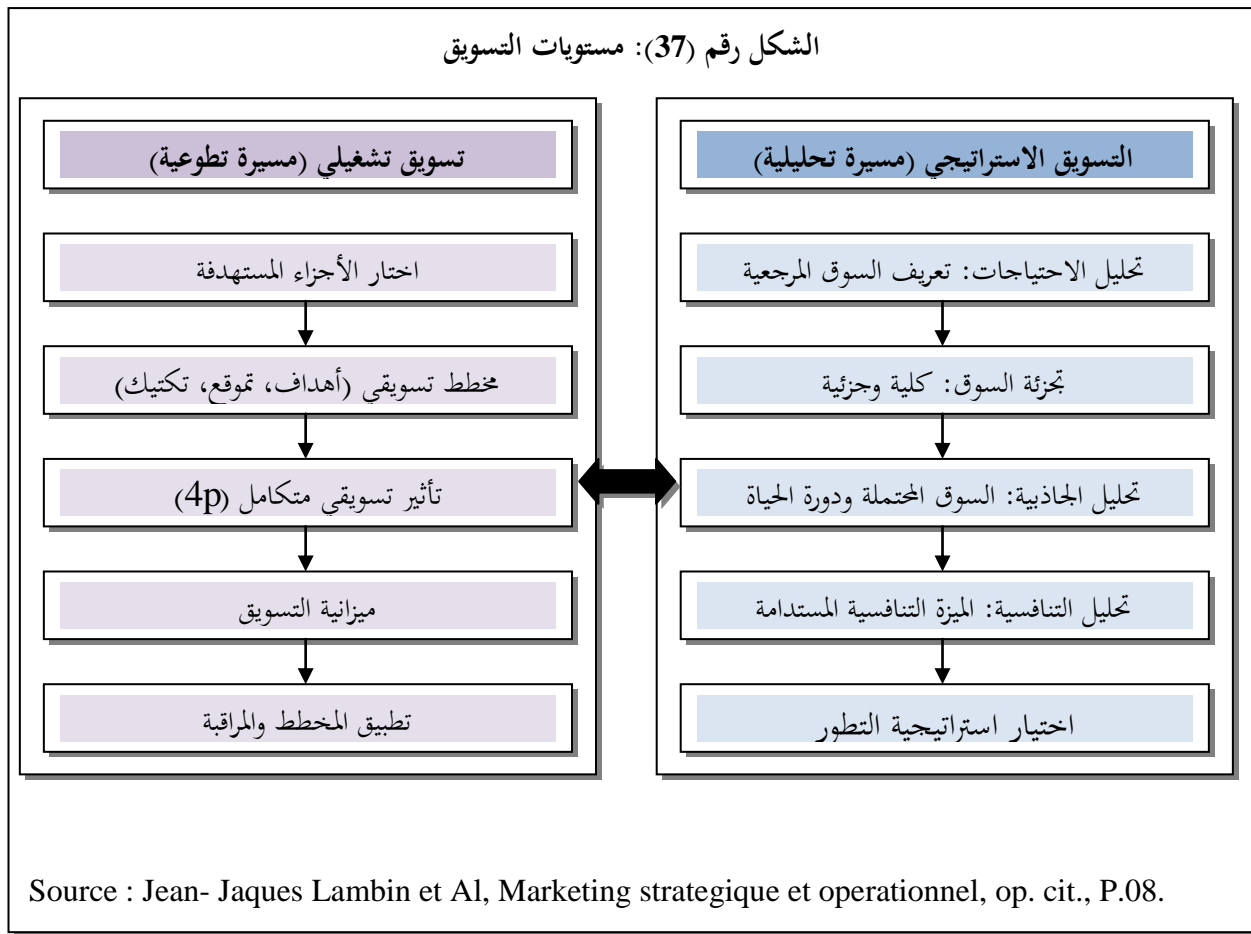 الشكل رقم (37): مستويات التسويق
التسويق الاستراتيجي (مسيرة تحليلية)
تحليل الاحتياجات: تعريف السوق المرجعية
تجزئة السوق: كلية وجزئية
تحليل الجاذبية: السوق المحتملة ودورة الحياة
تحليل التنافسية: الميزة التنافسية المستدامة
اختيار استراتيجية التطور
تسويق تشغيلي (مسيرة تطوعية)
اختار الأجزاء المستهدفة
مخطط تسويقي (أهداف، تموقع، تكتيك)
تأثير تسويقي متكامل (4p)
ميزانية التسويق
تطبيق المخطط والمراقبة
Source : Jean- Jaques Lambin et Al, Marketing strategique et operationnel, op. cit., P.08.